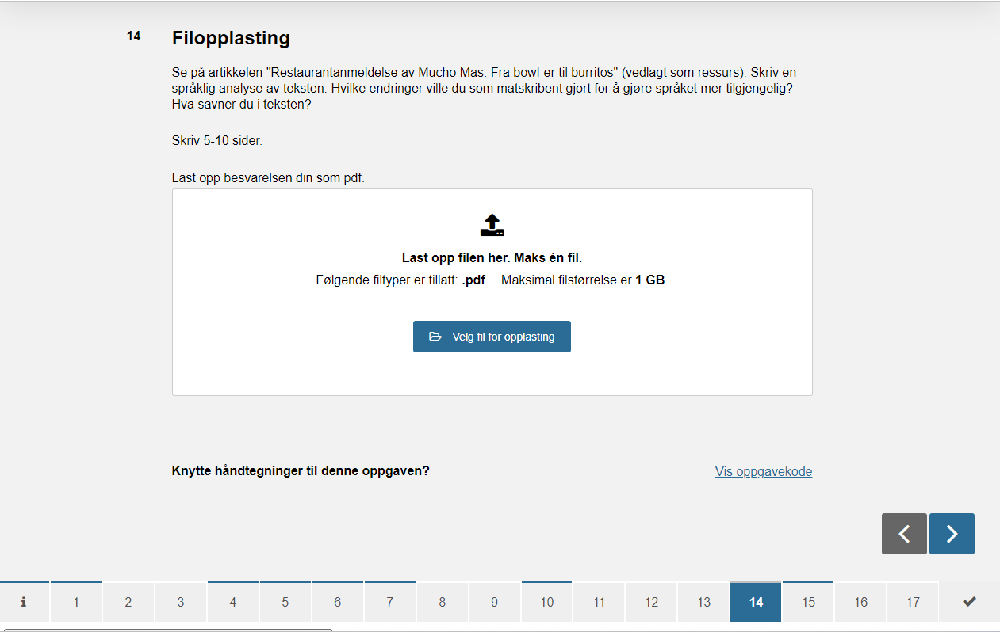 14 Filopplasting
Se på artikkelen "Restaurantanmeldelse av Mucho Mas: Fra bowl-er til burritos" (vedlagt som ressurs). Skriv en
språklig analyse av teksten. Hvilke endringer ville du som matskribent gjort for å gjøre språket mer tilgjengelig?
Hva savner du i teksten?
Skriv 5-10 sider.
Last opp besvarelsen din som pdf.
Last opp filen her. Maks én fil.
Følgende filtyper er tillatt: .pdf Maksimal filstørrelse er 1 GB.
Velg fil for opplasting
Knytte håndtegninger til denne oppgaven? Vis oppgavekode
i 1 2 3 4 5 6 7 8 9 10 11 12 13 14 15 16 17